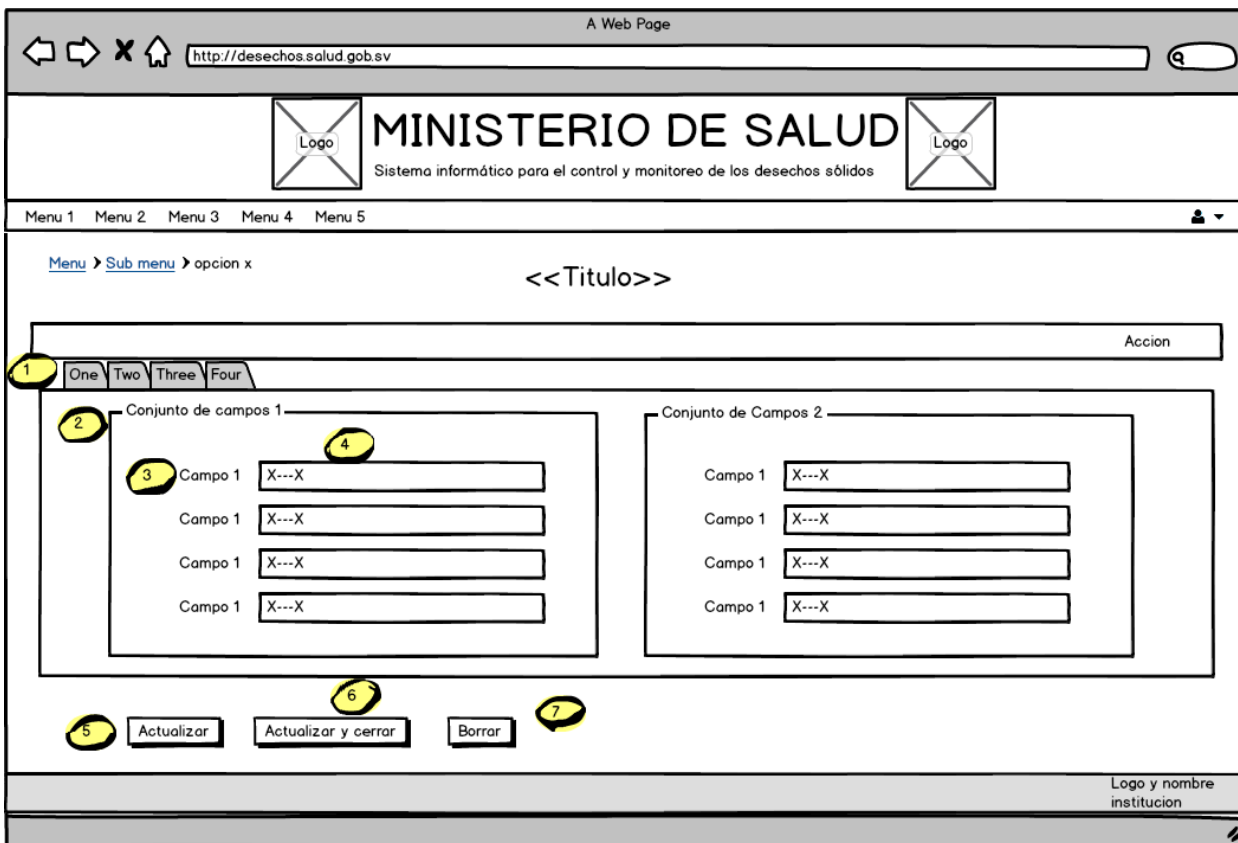 A Web Page
http://desechos.salud.gob.sv
Logo
MINISTERIO DE SALUD
Logo
Sistema informático para el control y monitoreo de los desechos sólidos
Menu 1 Menu 2 Menu 3 Menu 4 Menu 5
Menu Sub menu opcion x
<<Titulo>>
Accion
1 One Two Three Four
2 Conjunto de campos 1 Conjunto de Campos 2
4
3 Campo 1 X---X Campo 1 X---X
Campo 1 X---X Campo 1 X---X
Campo 1 X---X Campo 1 X---X
Campo 1 X---X Campo 1 X---X
6
7
5 Actualizar Actualizar y cerrar Borrar
Logo y nombre
institucion